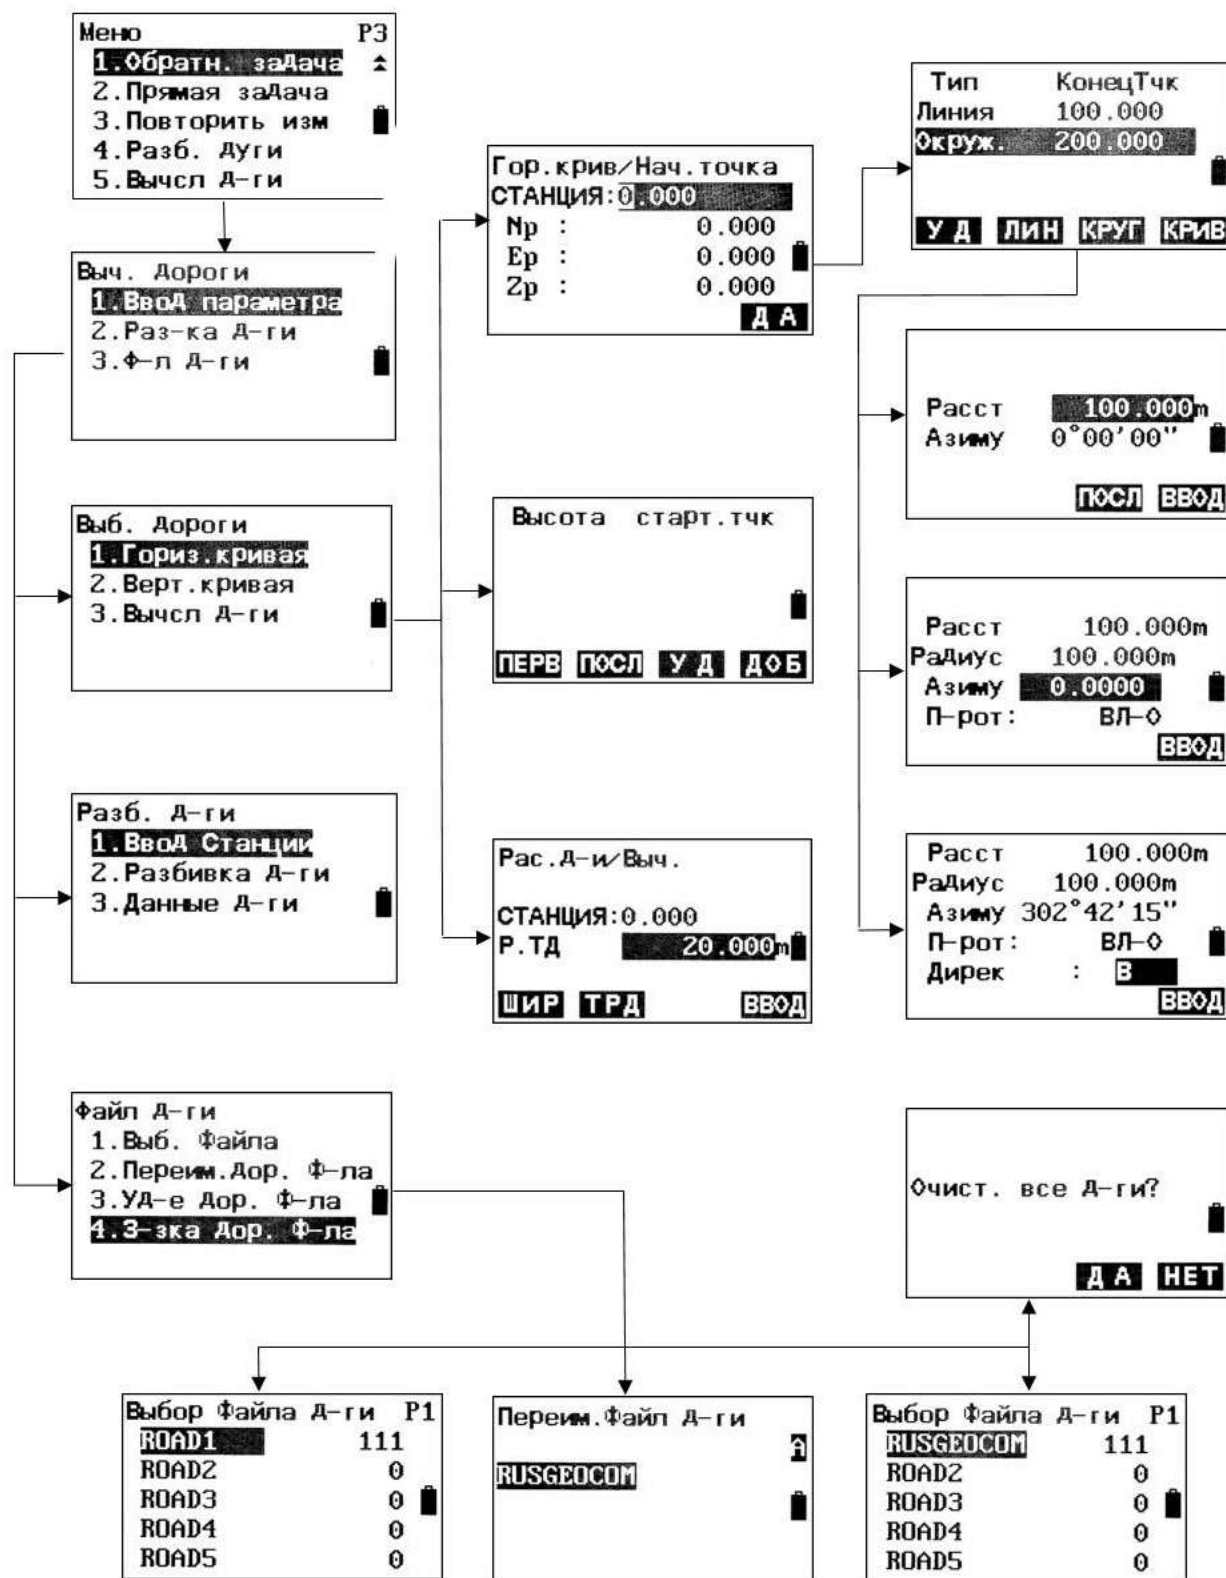 Меню P3
1.Обратн. заДача
2.Прямая заДача
3.Повторить изм
4.Разб. Дуги
5.Вычсл Д-ги
Выч. Дороги
1.ВвоД параметра
2.Раз-ка Д-ги
3.Ф-л Д-ги
Выб. Дороги
1.Гориз.кривая
2.Верт.кривая
3.Вычсл Д-ги
Разб. Д-ги
1.ВвоД Станции
2.Разбивка Д-ги
3.Данные Д-ги
Файл Д-ги
1.Выб. Файла
2.Переим.Дор. Ф-ла
3.УД-е Дор. Ф-ла
4.З-зка Дор. Ф-ла
Гор.крив/Нач.точка
СТАНЦИЯ:0.000
Np : 0.000
Ep : 0.000
Zp : 0.000
ДА
Высота старт.тчк
ПЕРВ ПОСЛ УД ДОБ
Рас.Д-и/Выч.
СТАНЦИЯ:0.000
Р.ТД 20.000m
ШИР ТРД ВВОД
Тип КонецТчк
Линия 100.000
Окруж. 200.000
УД ЛИН КРУГ КРИВ
Расст 100.000m
Азиму 0°00'00"
ПОСЛ ВВОД
Расст 100.000m
РаДиус 100.000m
Азиму 0.0000
П-рот: ВЛ-О
ВВОД
Расст 100.000m
РаДиус 100.000m
Азиму 302°42'15"
П-рот: ВЛ-О
Дирек : В
ВВОД
Очист. все Д-ги?
ДА НЕТ
Выбор Файла Д-ги P1
ROAD1 111
ROAD2 0
ROAD3 0
ROAD4 0
ROAD5 0
Переим.Файл Д-ги
A
RUSGEOCOM
Выбор Файла Д-ги P1
RUSGEOCOM 111
ROAD2 0
ROAD3 0
ROAD4 0
ROAD5 0